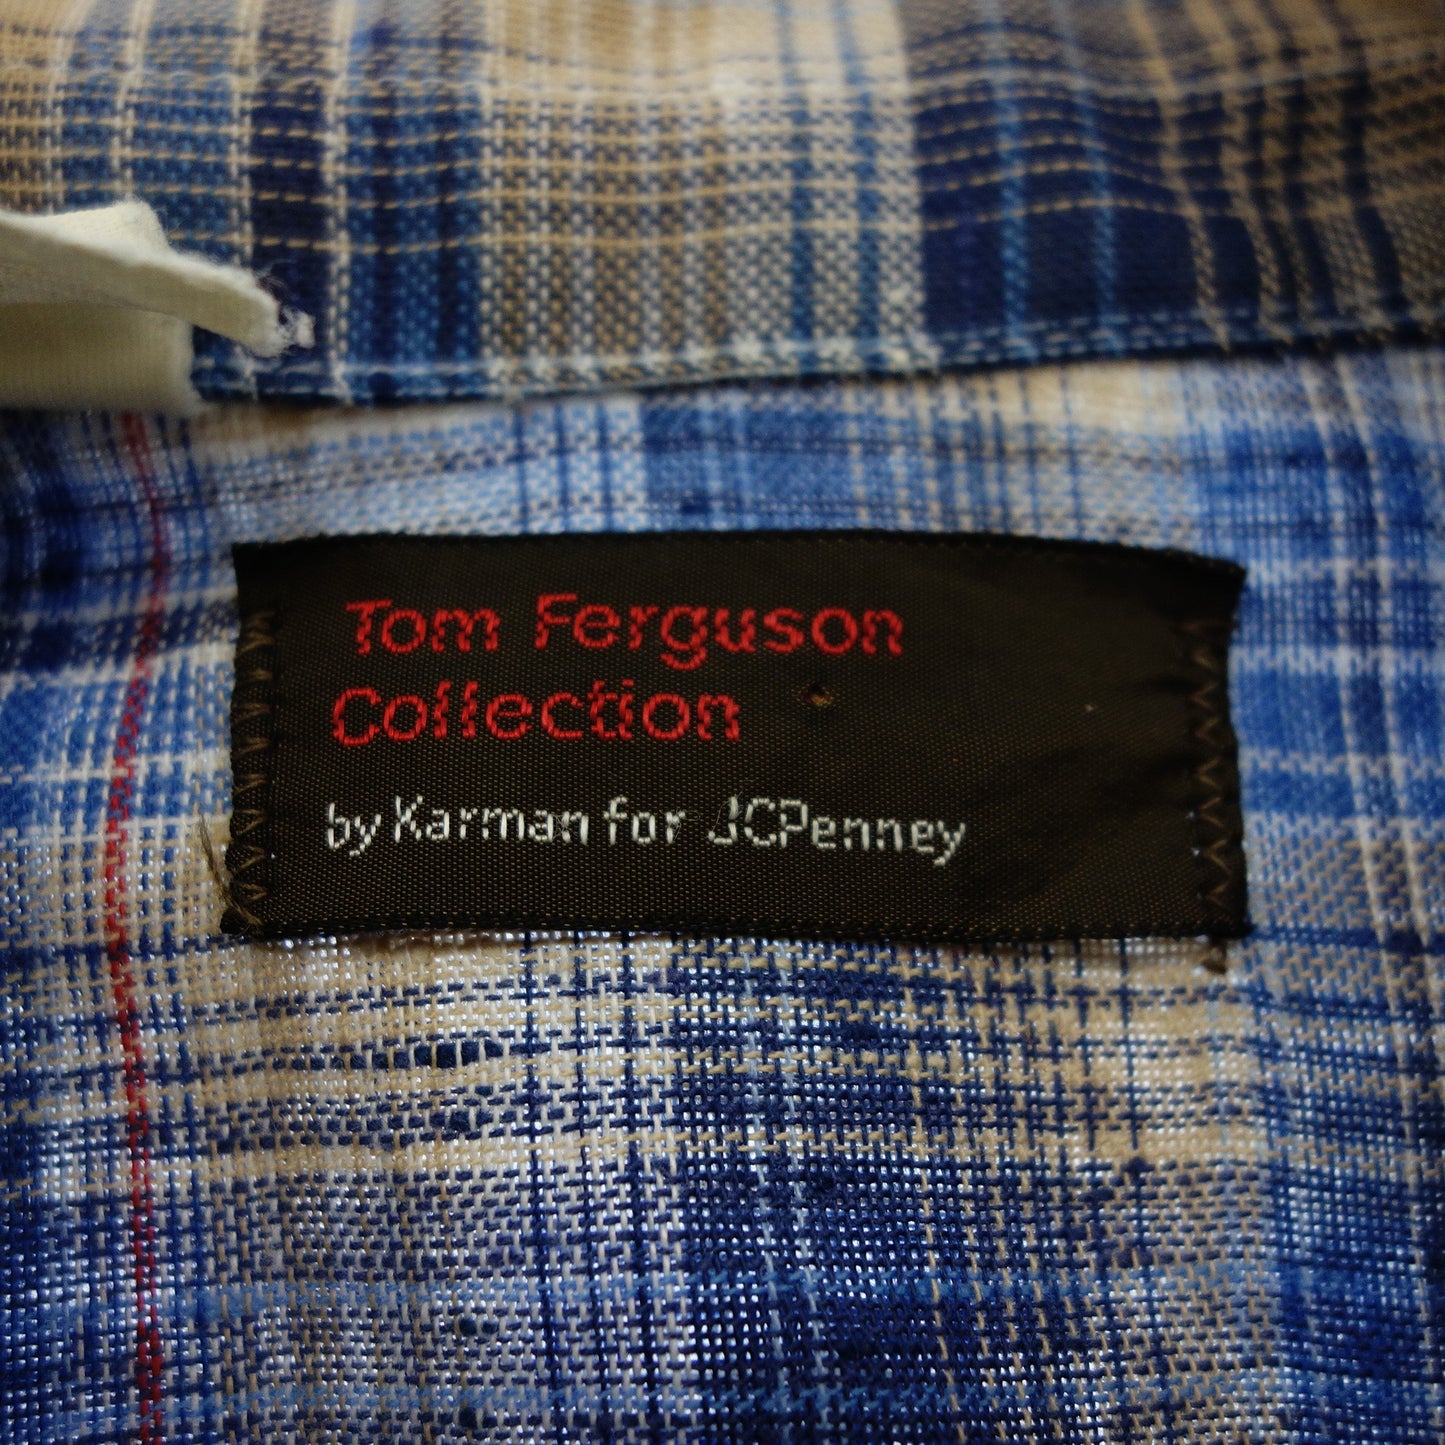 Tom Ferguson
Collection
by Karman for JCPenney